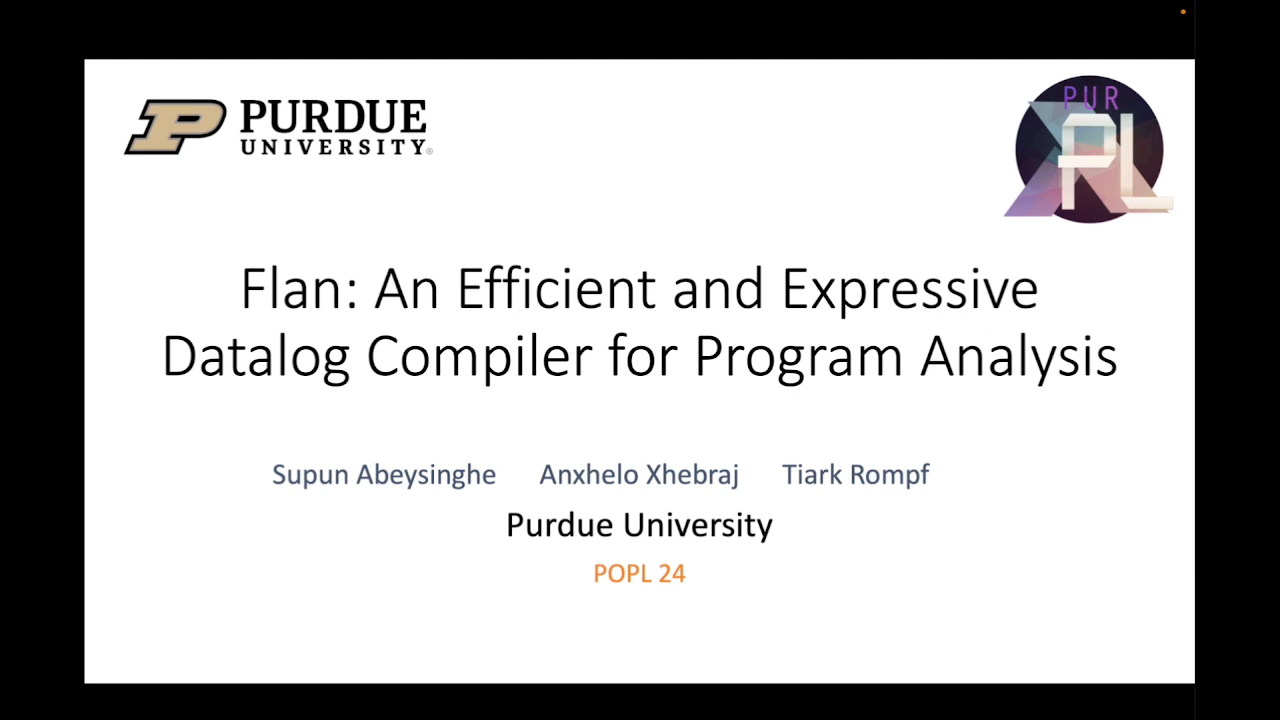 PURDUE
UNIVERSITY®
PUR
PL
Flan: An Efficient and Expressive
Datalog Compiler for Program Analysis
Supun Abeysinghe Anxhelo Xhebraj Tiark Rompf
Purdue University
POPL 24